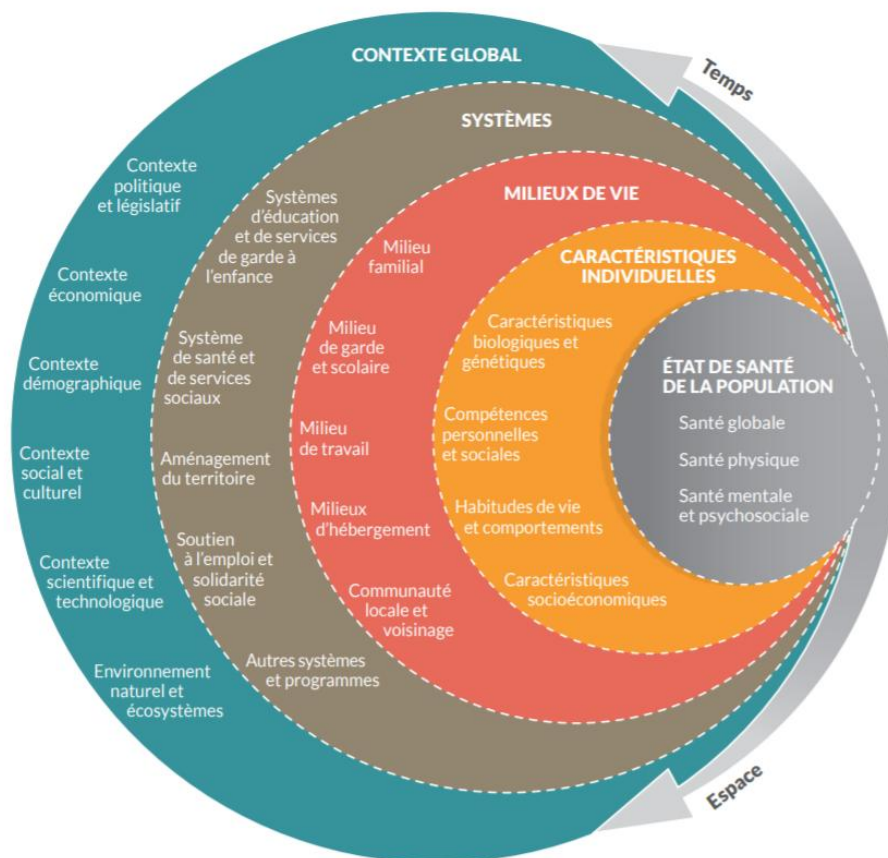 CONTEXTE GLOBAL
Contexte
politique
et législatif
Contexte
économique
Contexte
démographique
Contexte
social et
culturel
Contexte
scientifique et
technologique
Environnement
naturel et
écosystèmes
SYSTÈMES
Systèmes
d'éducation
et de services
de garde à
l'enfance
Système
de santé et
de services
sociaux
Aménagement
du territoire
Soutien
à l'emploi et
solidarité
sociale
Autres systèmes
et programmes
MILIEUX DE VIE
Milieu
familial
Milieu
de garde
et scolaire
Milieu
de travail
Milieux
d'hébergement
Communauté
locale et
voisinage
CARACTÉRISTIQUES
INDIVIDUELLES
Caractéristiques
biologiques et
génétiques
Compétences
personnelles
et sociales
Habitudes de vie
et comportements
Caractéristiques
socioéconomiques
ÉTAT DE SANTÉ
DE LA POPULATION
Santé globale
Santé physique
Santé mentale
et psychosociale
Temps
Espace